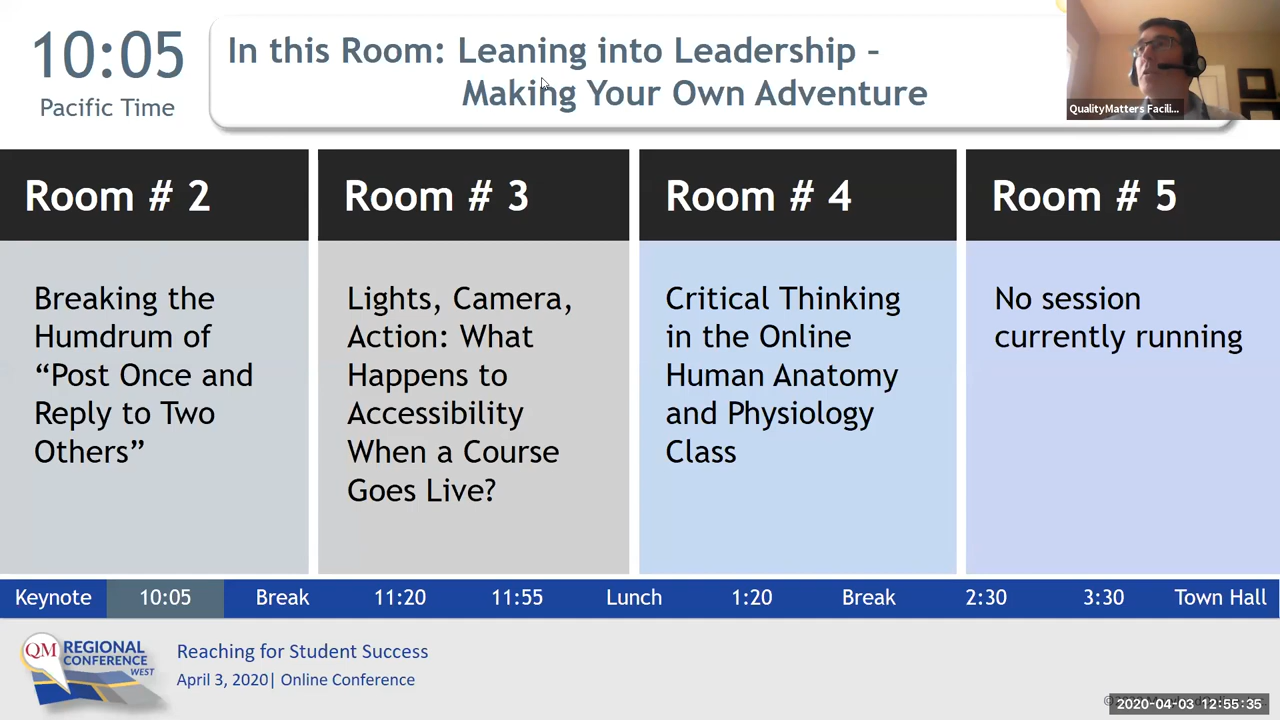 10:05
Pacific Time
In this Room: Leaning into Leadership –
Making Your Own Adventure
QualityMatters Facili...
Room # 2
Breaking the
Humdrum of
“Post Once and
Reply to Two
Others”
Room # 3
Lights, Camera,
Action: What
Happens to
Accessibility
When a Course
Goes Live?
Room # 4
Critical Thinking
in the Online
Human Anatomy
and Physiology
Class
Room # 5
No session
currently running
Keynote 10:05 Break 11:20 11:55 Lunch 1:20 Break 2:30 3:30 Town Hall
QM REGIONAL
CONFERENCE
WEST
Reaching for Student Success
April 3, 2020| Online Conference
2020-04-03 12:55:35